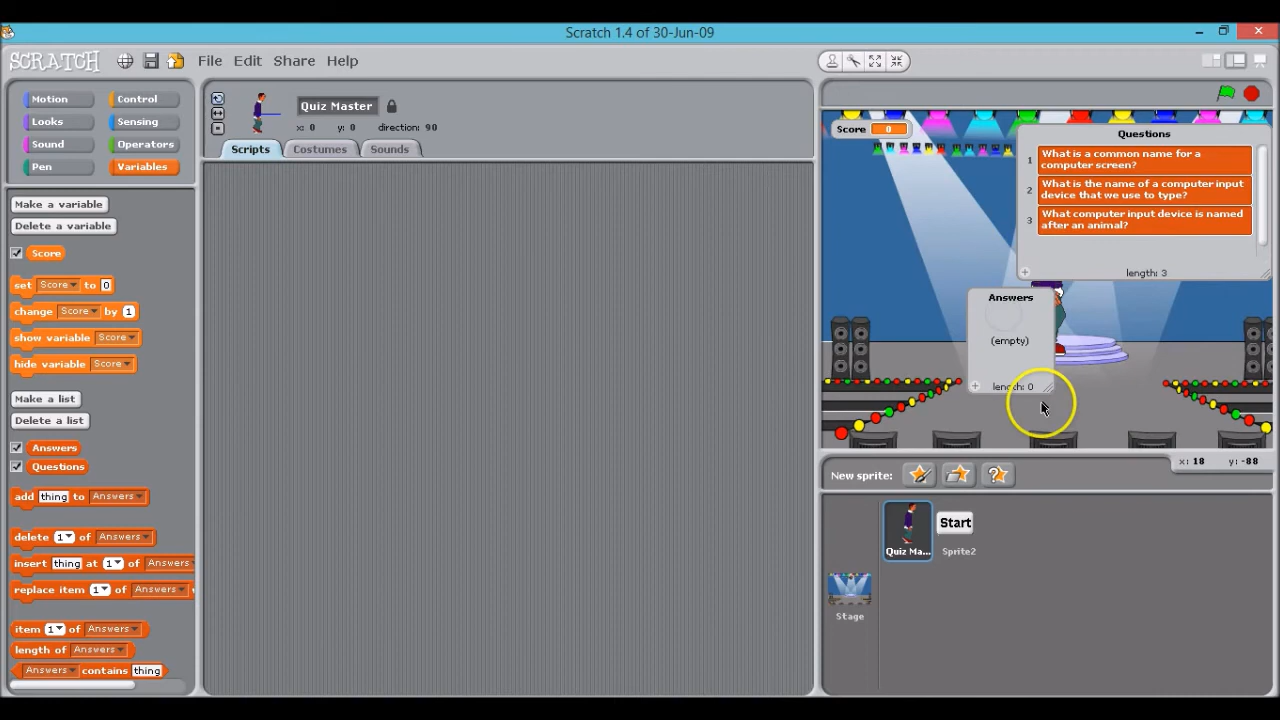 Scratch 1.4 of 30-Jun-09
SCRATCH
File Edit Share Help
Motion Control
Looks Sensing
Sound Operators
Pen Variables
Make a variable
Delete a variable
Score
set Score to 0
change Score by 1
show variable Score
hide variable Score
Make a list
Delete a list
Answers
Questions
add thing to Answers
delete 1 of Answers
insert thing at 1 of Answers
replace item 1 of Answers
item 1 of Answers
length of Answers
Answers contains thing
Quiz Master
x: 0 y: 0 direction: 90
Scripts Costumes Sounds
Score 0
Questions
1 What is a common name for a
computer screen?
2 What is the name of a computer input
device that we use to type?
3 What computer input device is named
after an animal?
+ length: 3
Answers
(empty)
+ length: 0
x: 18 y: -88
New sprite:
Quiz Ma...
Start
Sprite2
Stage